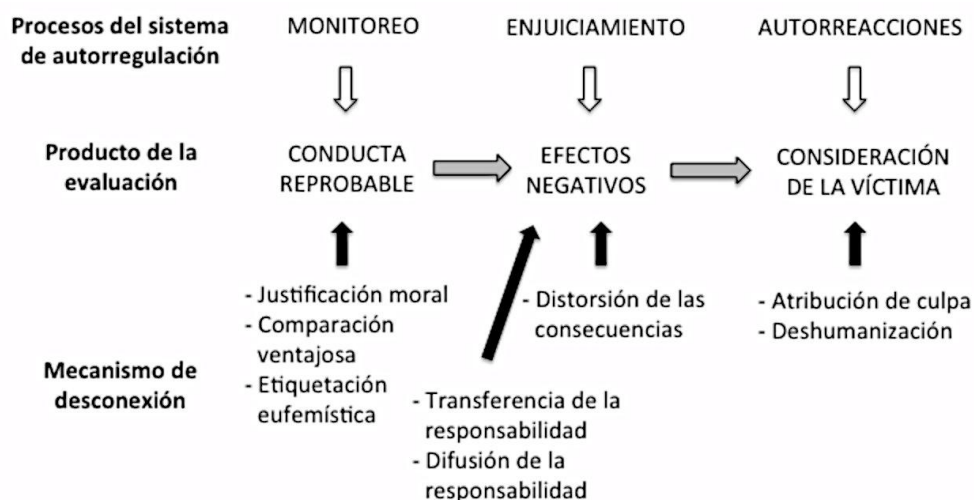 Procesos del sistema
de autorregulación
MONITOREO
ENJUICIAMIENTO
AUTORREACCIONES
Producto de la
evaluación
CONDUCTA
REPROBABLE
EFECTOS
NEGATIVOS
CONSIDERACIÓN
DE LA VÍCTIMA
Mecanismo de
desconexión
- Justificación moral
- Comparación
ventajosa
- Etiquetación
eufemística
- Transferencia de la
responsabilidad
- Difusión de la
responsabilidad
- Distorsión de las
consecuencias
- Atribución de culpa
- Deshumanización